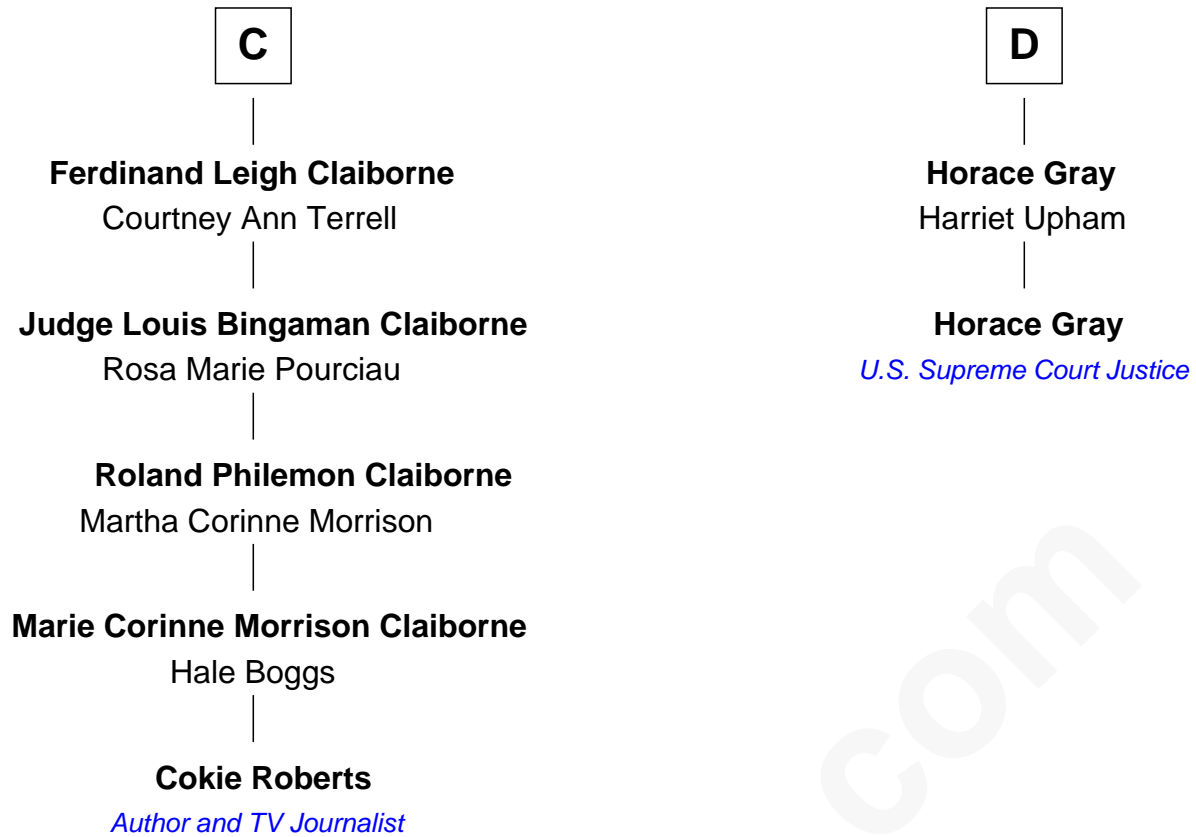 C
Ferdinand Leigh Claiborne
Courtney Ann Terrell
Judge Louis Bingaman Claiborne
Rosa Marie Pourciau
Roland Philemon Claiborne
Martha Corinne Morrison
Marie Corinne Morrison Claiborne
Hale Boggs
Cokie Roberts
Author and TV Journalist
D
Horace Gray
Harriet Upham
Horace Gray
U.S. Supreme Court Justice
com